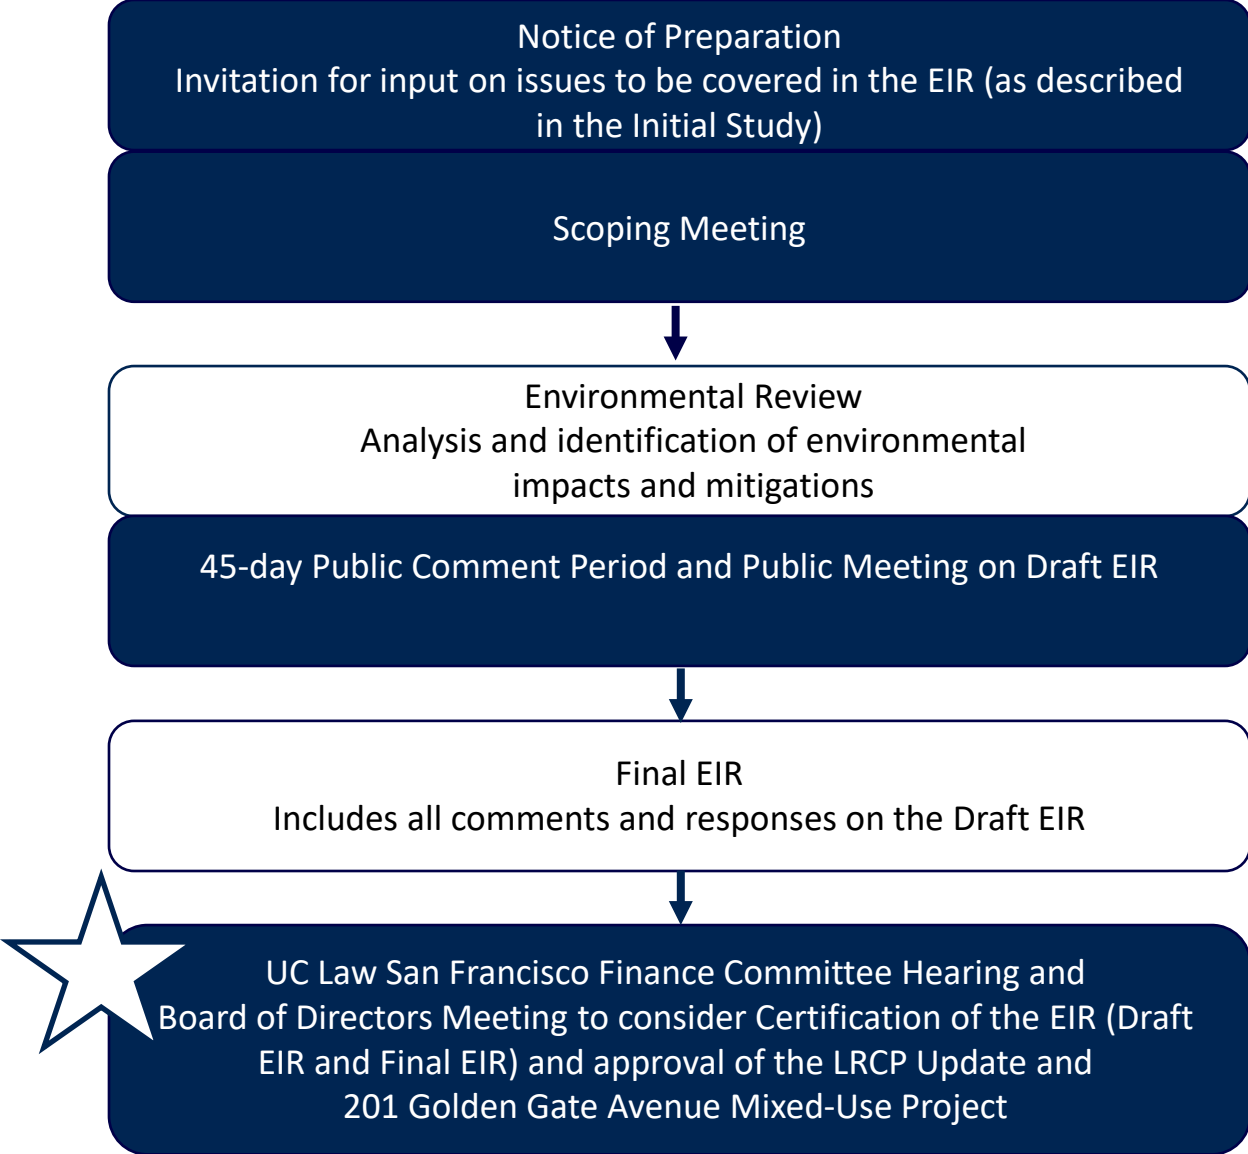 Notice of Preparation
Invitation for input on issues to be covered in the EIR (as described
in the Initial Study)
Scoping Meeting
Environmental Review
Analysis and identification of environmental
impacts and mitigations
45-day Public Comment Period and Public Meeting on Draft EIR
Final EIR
Includes all comments and responses on the Draft EIR
UC Law San Francisco Finance Committee Hearing and
Board of Directors Meeting to consider Certification of the EIR (Draft
EIR and Final EIR) and approval of the LRCP Update and
201 Golden Gate Avenue Mixed-Use Project